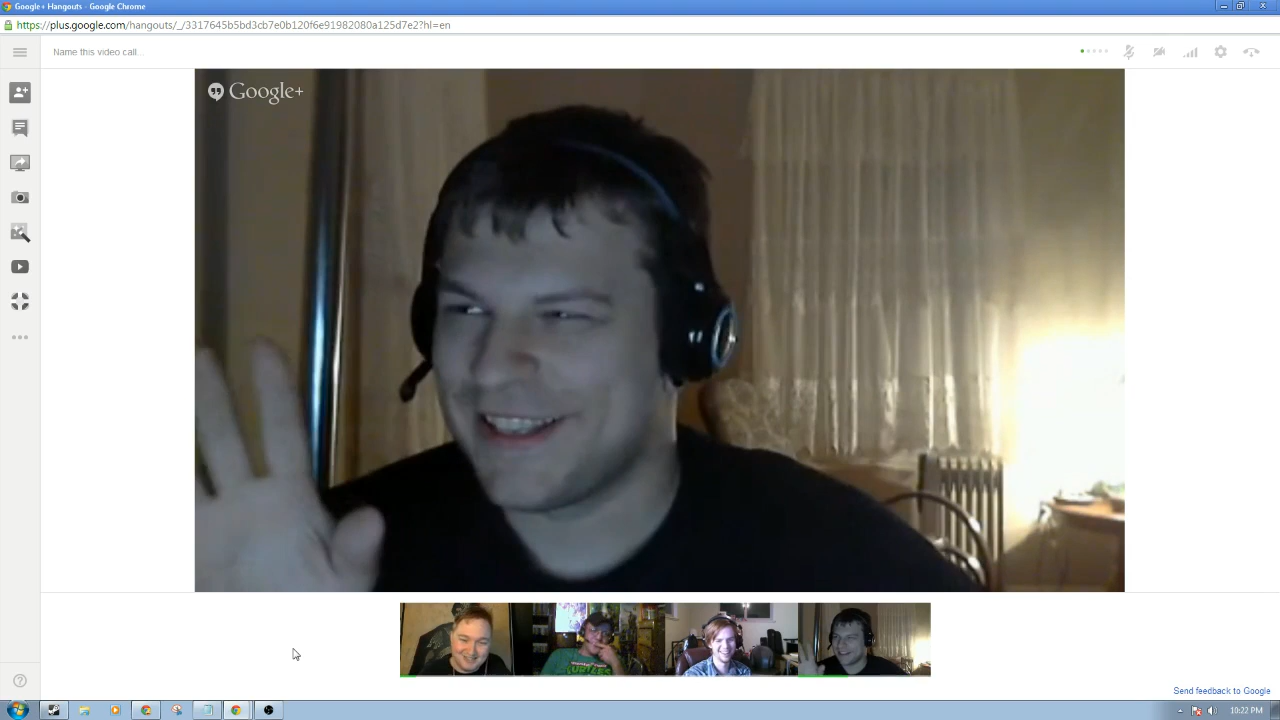 Google+ Hangouts - Google Chrome
https://plus.google.com/hangouts/_/3317645b5bd3cb7e0b120f6e91982080a125d7e2?hl=en
Name this video call...
Google+
TURTLES
Send feedback to Google
10:22 PM